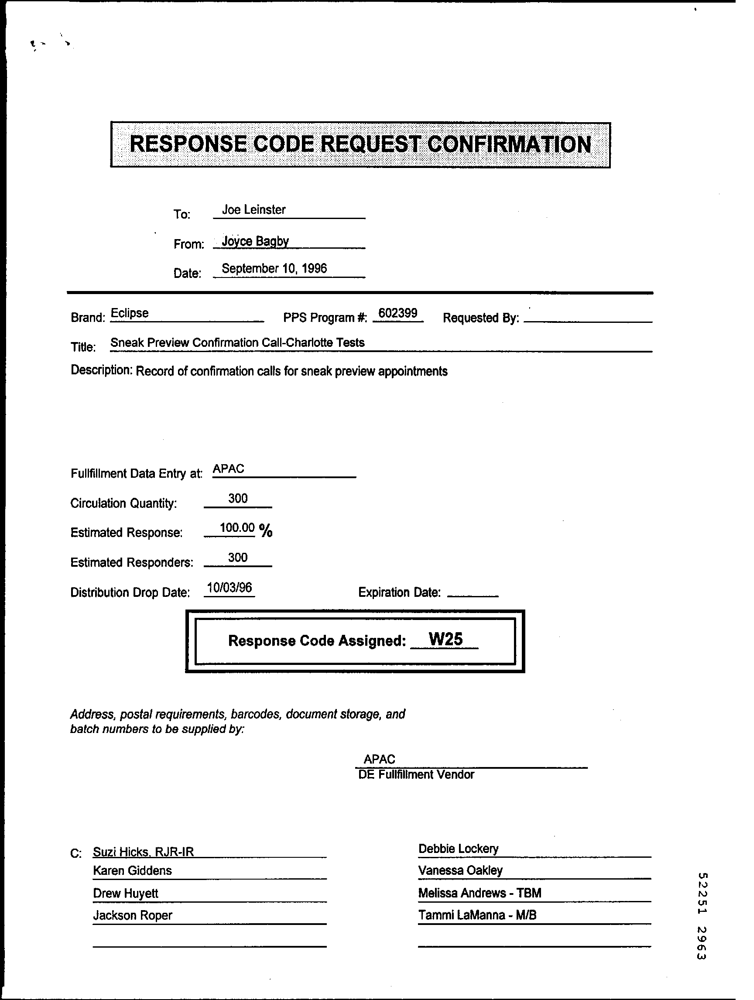 RESPONSE CODE REQUEST CONFIRMATION
To: Joe Leinster
From: Joyce Bagby
Date: September 10, 1996
Brand: Eclipse PPS Program #: 602399 Requested By:
Title: Sneak Preview Confirmation Call-Charlotte Tests
Description: Record of confirmation calls for sneak preview appointments
Fullfillment Data Entry at: APAC
Circulation Quantity: 300
Estimated Response: 100.00 %
Estimated Responders: 300
Distribution Drop Date: 10/03/96 Expiration Date:
Response Code Assigned: W25
Address, postal requirements, barcodes, document storage, and
batch numbers to be supplied by:
APAC
DE Fullfillment Vendor
C: Suzi Hicks, RJR-IR Debbie Lockery
Karen Giddens Vanessa Oakley
Drew Huyett Melissa Andrews - TBM
Jackson Roper Tammi LaManna - M/B
52251 2963